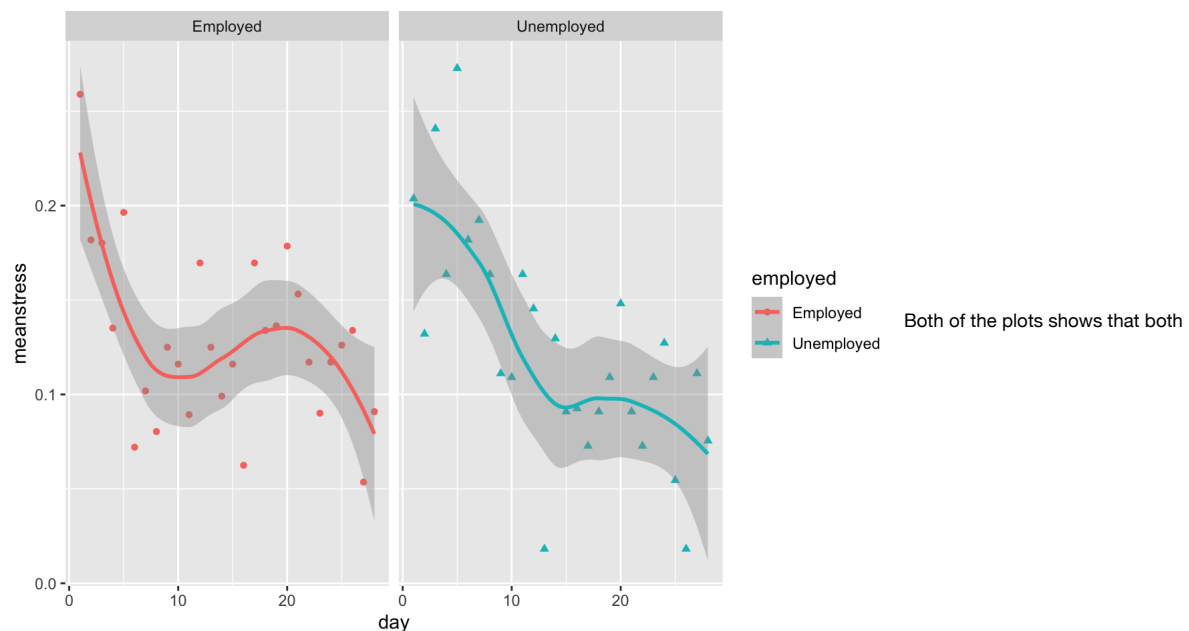 Employed
Unemployed
meanstress
0.2
0.1
0.0
0
10
20
0
10
20
day
employed
Employed
Unemployed
Both of the plots shows that both